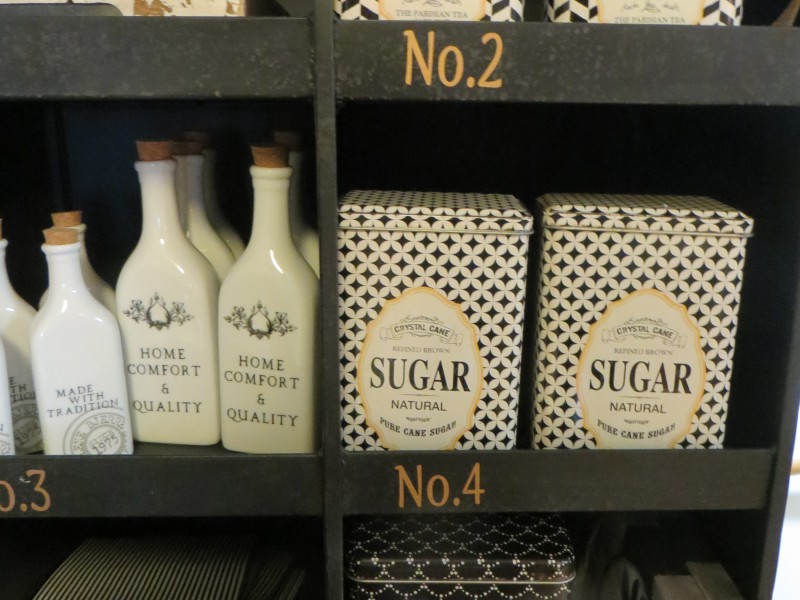 THE PARISIAN TEA
THE PARISIAN TEA
No.2
HOME
COMFORT
&
QUALITY
HOME
COMFORT
&
QUALITY
MADE
WITH
TRADITION
1972
CRYSTAL CANE
REFINED BROWN
SUGAR
NATURAL
PURE CANE SUGAR
CRYSTAL CANE
REFINED BROWN
SUGAR
NATURAL
PURE CANE SUGAR
o.3
No.4